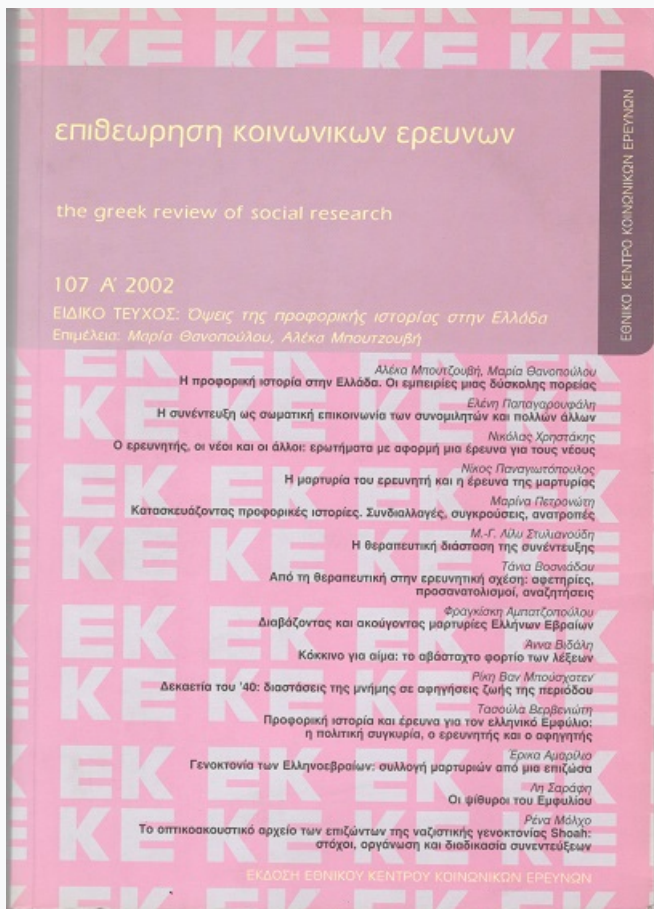 ΕΚ ΕΚ ΕΚ ΕΚ
ΚΕ ΚΕ ΚΕ ΚΕ
επιθεωρηση κοινωνικων ερευνων
the greek review of social research
107 Α' 2002
ΕΙΔΙΚΟ ΤΕΥΧΟΣ: Όψεις της προφορικής ιστορίας στην Ελλάδα
Επιμέλεια: Μαρία Θανοπούλου, Αλέκα Μπουτζουβή
ΕΘΝΙΚΟ ΚΕΝΤΡΟ ΚΟΙΝΩΝΙΚΩΝ ΕΡΕΥΝΩΝ
Αλέκα Μπουτζουβή, Μαρία Θανοπούλου
Η προφορική ιστορία στην Ελλάδα. Οι εμπειρίες μιας δύσκολης πορείας
Ελένη Παπαγαρουφάλη
Η συνέντευξη ως σωματική επικοινωνία των συνομιλητών και πολλών άλλων
Νικόλας Χρηστάκης
Ο ερευνητής, οι νέοι και οι άλλοι: ερωτήματα με αφορμή μια έρευνα για τους νέους
Νίκος Παναγιωτόπουλος
Η μαρτυρία του ερευνητή και η έρευνα της μαρτυρίας
Μαρίνα Πετρονώτη
Κατασκευάζοντας προφορικές ιστορίες. Συνδιαλλαγές, συγκρούσεις, ανατροπές
Μ.-Γ. Λίλυ Στυλιανούδη
Η θεραπευτική διάσταση της συνέντευξης
Τάνια Βοσνιάδου
Από τη θεραπευτική στην ερευνητική σχέση: αφετηρίες,
προσανατολισμοί, αναζητήσεις
Φραγκίσκη Αμπατζοπούλου
Διαβάζοντας και ακούγοντας μαρτυρίες Ελλήνων Εβραίων
Άννα Βιδάλη
Κόκκινο για αίμα: το αβάσταχτο φορτίο των λέξεων
Ρίκη Βαν Μπούσχοτεν
Δεκαετία του '40: διαστάσεις της μνήμης σε αφηγήσεις ζωής της περιόδου
Τασούλα Βερβενιώτη
Προφορική ιστορία και έρευνα για τον ελληνικό Εμφύλιο:
η πολιτική συγκυρία, ο ερευνητής και ο αφηγητής
Έρικα Αμαρίλιο
Γενοκτονία των Ελληνοεβραίων: συλλογή μαρτυριών από μια επιζώσα
Λη Σαράφη
Οι ψίθυροι του Εμφυλίου
Ρένα Μόλχο
Το οπτικοακουστικό αρχείο των επιζώντων της ναζιστικής γενοκτονίας Shoah:
στόχοι, οργάνωση και διαδικασία συνεντεύξεων
ΕΚΔΟΣΗ ΕΘΝΙΚΟΥ ΚΕΝΤΡΟΥ ΚΟΙΝΩΝΙΚΩΝ ΕΡΕΥΝΩΝ